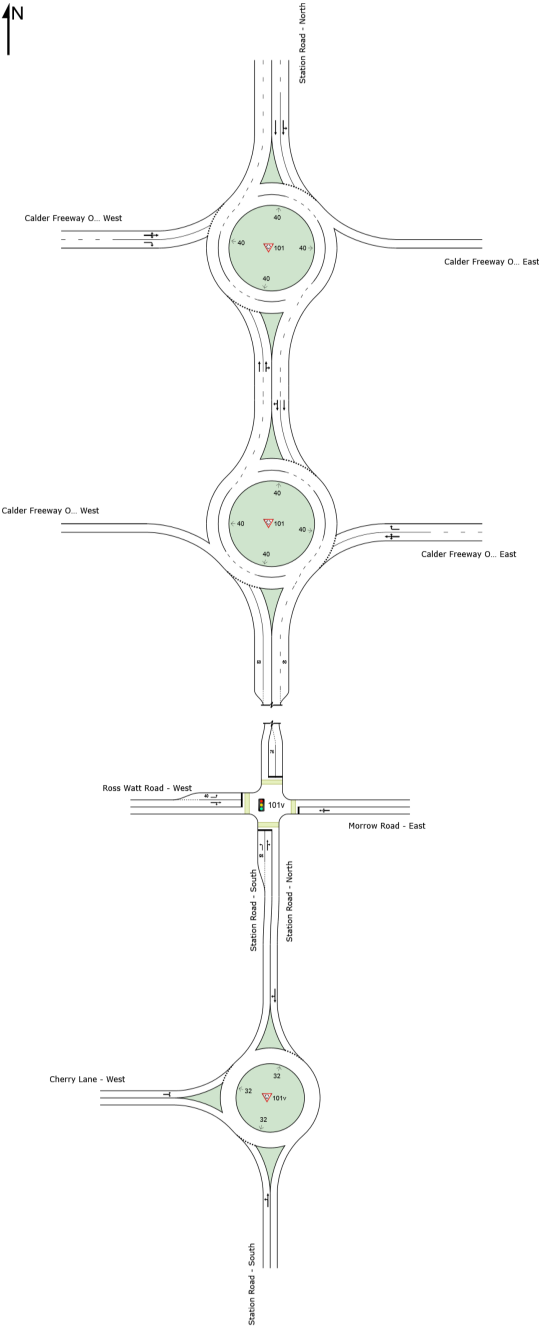 N
Station Road - North
Calder Freeway O... West
Calder Freeway O... East
40
40
101
40
40
Calder Freeway O... West
40
40
101
40
40
Calder Freeway O... East
Ross Watt Road - West
101v
Morrow Road - East
Station Road - South
Station Road - North
Cherry Lane - West
32
32
101v
32
Station Road - South